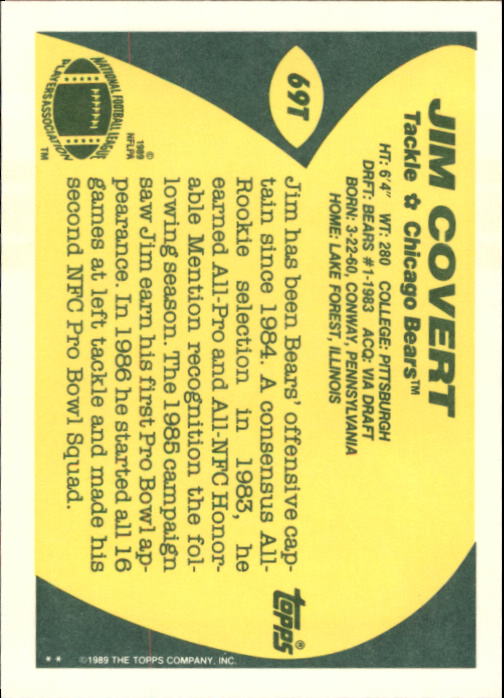 69T
JIM COVERT
Tackle ✿ Chicago Bears™
HT: 6'4" WT: 280 COLLEGE: PITTSBURGH
DRFT: BEARS #1-1983 ACQ: VIA DRAFT
BORN: 3-22-60, CONWAY, PENNSYLVANIA
HOME: LAKE FOREST, ILLINOIS
Jim has been Bears' offensive cap-
tain since 1984. A consensus All-
Rookie selection in 1983, he
earned All-Pro and All-NFC Honor-
able Mention recognition the fol-
lowing season. The 1985 campaign
saw Jim earn his first Pro Bowl ap-
pearance. In 1986 he started all 16
games at left tackle and made his
second NFC Pro Bowl Squad.
NATIONAL FOOTBALL LEAGUE
PLAYERS ASSOCIATION
™
©
1989
NFLPA
topps®
** ©1989 THE TOPPS COMPANY, INC.